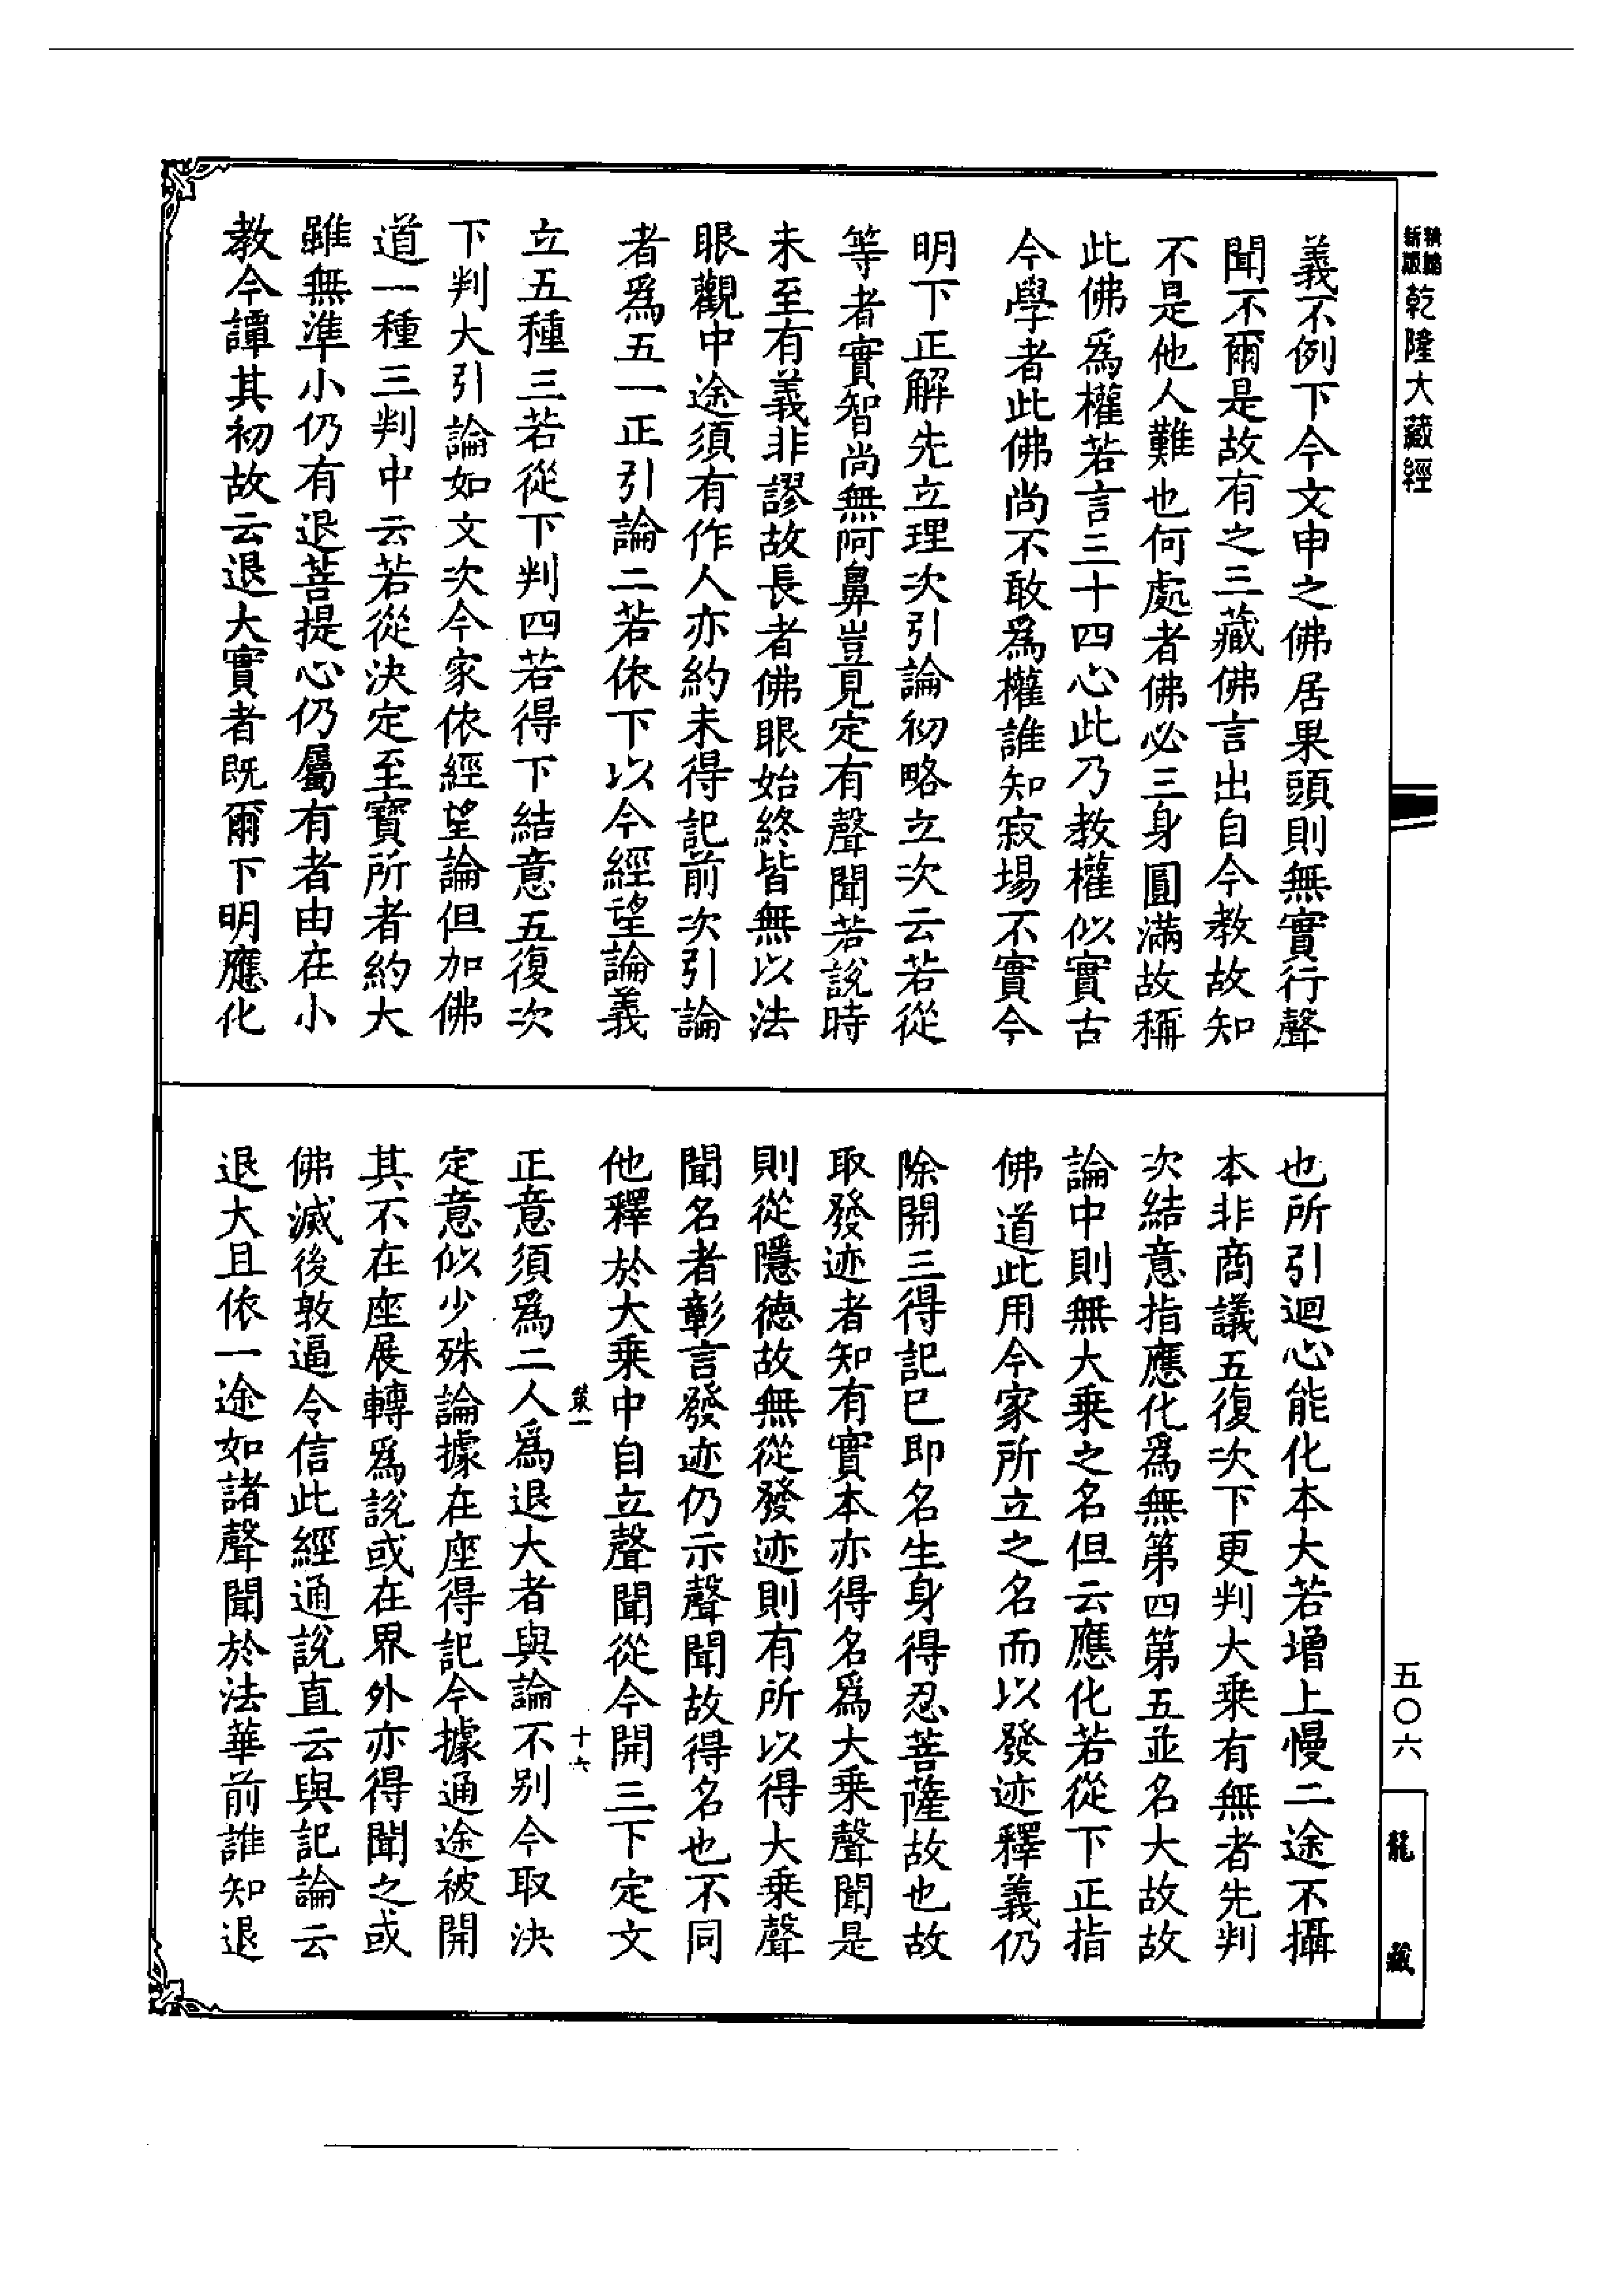 新版
精縮
乾隆大藏經
義不例下今文申之佛居果頭則無實行聲
聞不爾是故有之三藏佛言出自今教故知
不是他人難也何處者佛必三身圓滿故稱
此佛爲權若言三十四心此乃教權似實古
今學者此佛尚不敢爲權誰知寂場不實今
明下正解先立理次引論初略立次云若從
等者實智尚無阿鼻豈見定有聲聞若說時
未至有義非謬故長者佛眼始終皆無以法
眼觀中途須有作人亦約未得記前次引論
者爲五一正引論二若依下以今經望論義
立五種三若從下判四若得下結意五復次
下判大引論如文次今家依經望論但加佛
道一種三判中云若從決定至寶所者約大
雖無準小仍有退菩提心仍屬有者由在小
教今譚其初故云退大實者既爾下明應化
也所引迴心能化本大若增上慢二途不攝
本非商議五復次下更判大乘有無者先判
次結意指應化爲無第四第五並名大故故
論中則無大乘之名但云應化若從下正指
佛道此用今家所立之名而以發迹釋義仍
除開三得記已即名生身得忍菩薩故也故
取發迹者知有實本亦得名爲大乘聲聞是
則從隱德故無從發迹則有所以得大乘聲
聞名者彰言發迹仍示聲聞故得名也不同
他釋於大乘中自立聲聞從今開三下定文
策一
十六
正意須爲二人爲退大者與論不別今取決
定意似少殊論據在座得記今據通途被開
其不在座展轉爲說或在界外亦得聞之或
佛滅後敦逼令信此經通說直云與記論云
退大且依一途如諸聲聞於法華前誰知退
五〇六
龍藏